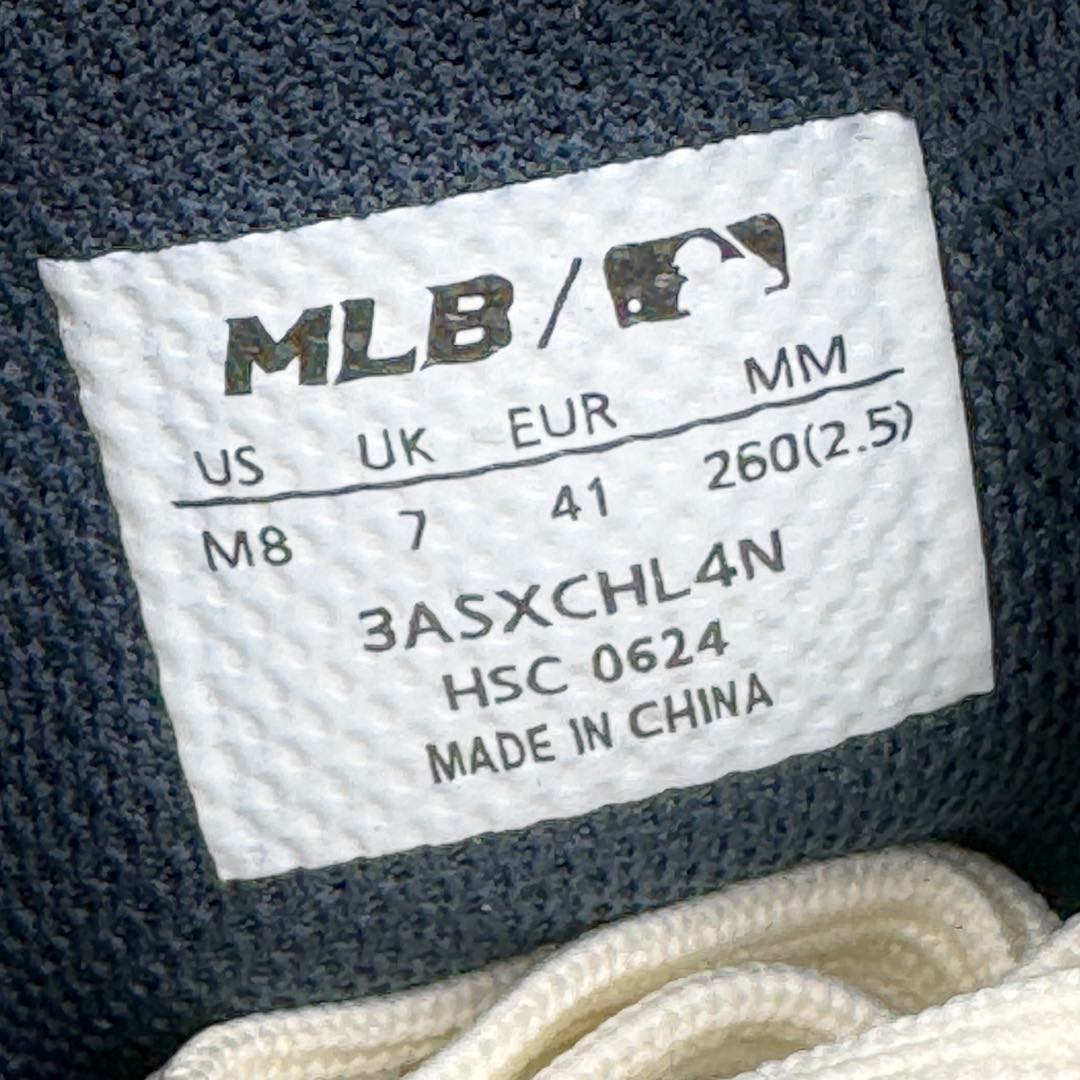 MLB /
US UK EUR MM
M8 7 41 260(2.5)
3ASXCHL4N
HSC 0624
MADE IN CHINA